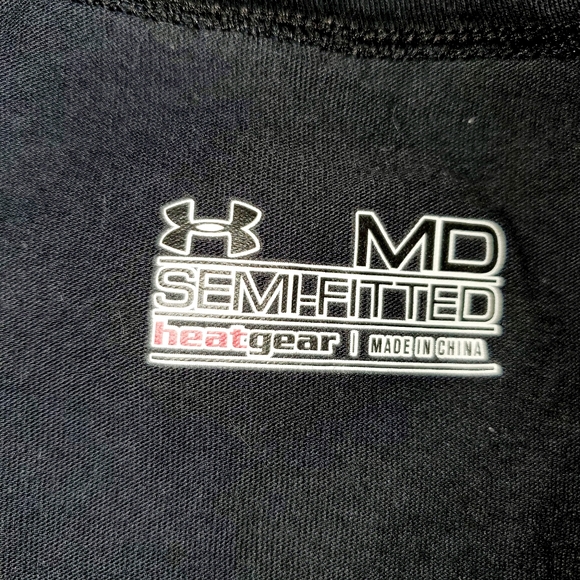 MD
SEMI-FITTED
heatgear | MADE IN CHINA